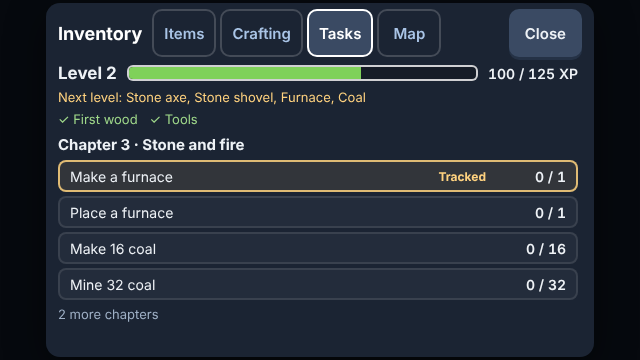 Inventory Items Crafting Tasks Map Close
Level 2 100 / 125 XP
Next level: Stone axe, Stone shovel, Furnace, Coal
✓ First wood ✓ Tools
Chapter 3 · Stone and fire
Make a furnace Tracked 0 / 1
Place a furnace 0 / 1
Make 16 coal 0 / 16
Mine 32 coal 0 / 32
2 more chapters